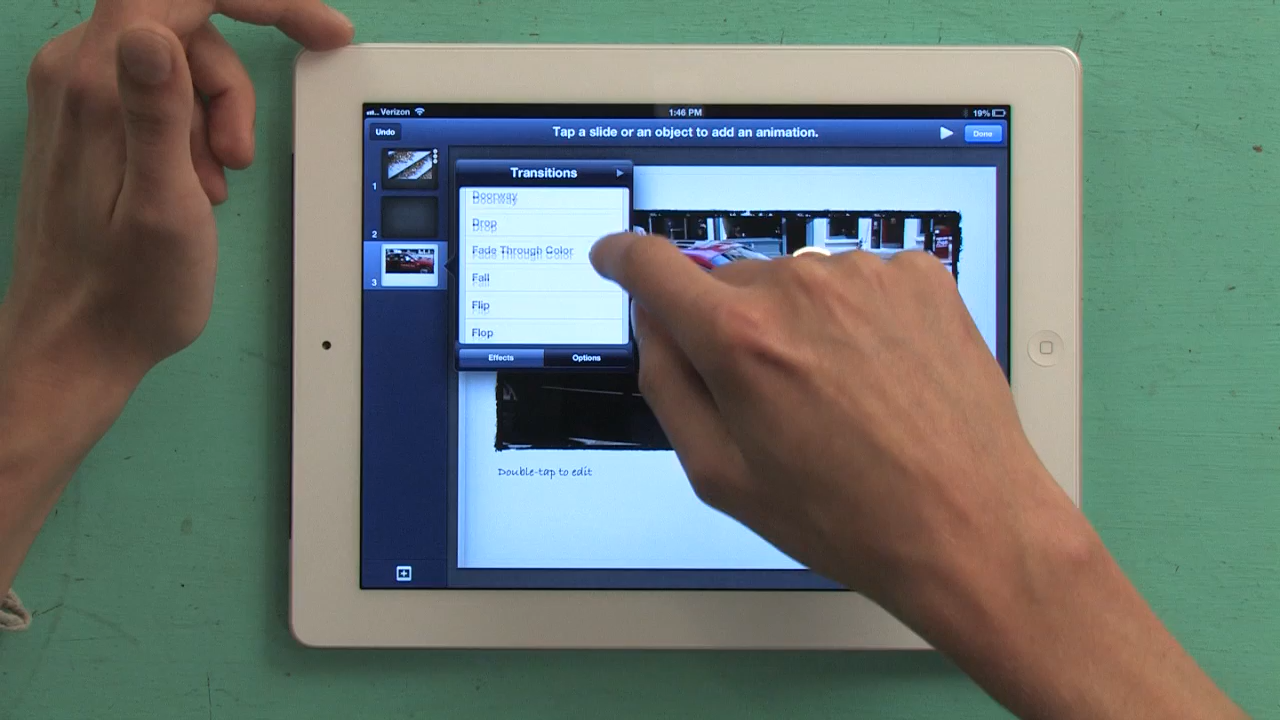 Verizon
1:46 PM
19%
Undo
Tap a slide or an object to add an animation.
Done
1
2
3
Transitions
Doorway
Drop
Fade Through Color
Fall
Flip
Flop
Effects
Options
Double-tap to edit